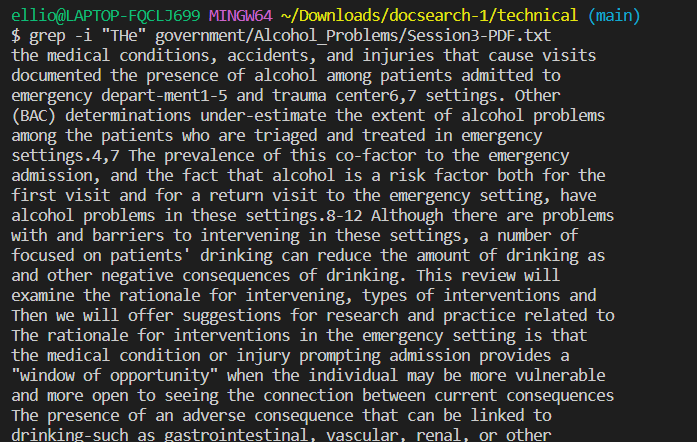 ellio@LAPTOP-FQCLJ699 MINGW64 ~/Downloads/docsearch-1/technical (main)
$ grep -i "THe" government/Alcohol_Problems/Session3-PDF.txt
the medical conditions, accidents, and injuries that cause visits
documented the presence of alcohol among patients admitted to
emergency depart-ment1-5 and trauma center6,7 settings. Other
(BAC) determinations under-estimate the extent of alcohol problems
among the patients who are triaged and treated in emergency
settings.4,7 The prevalence of this co-factor to the emergency
admission, and the fact that alcohol is a risk factor both for the
first visit and for a return visit to the emergency setting, have
alcohol problems in these settings.8-12 Although there are problems
with and barriers to intervening in these settings, a number of
focused on patients' drinking can reduce the amount of drinking as
and other negative consequences of drinking. This review will
examine the rationale for intervening, types of interventions and
Then we will offer suggestions for research and practice related to
The rationale for interventions in the emergency setting is that
the medical condition or injury prompting admission provides a
"window of opportunity" when the individual may be more vulnerable
and more open to seeing the connection between current consequences
The presence of an adverse consequence that can be linked to
drinking-such as gastrointestinal, vascular, renal, or other